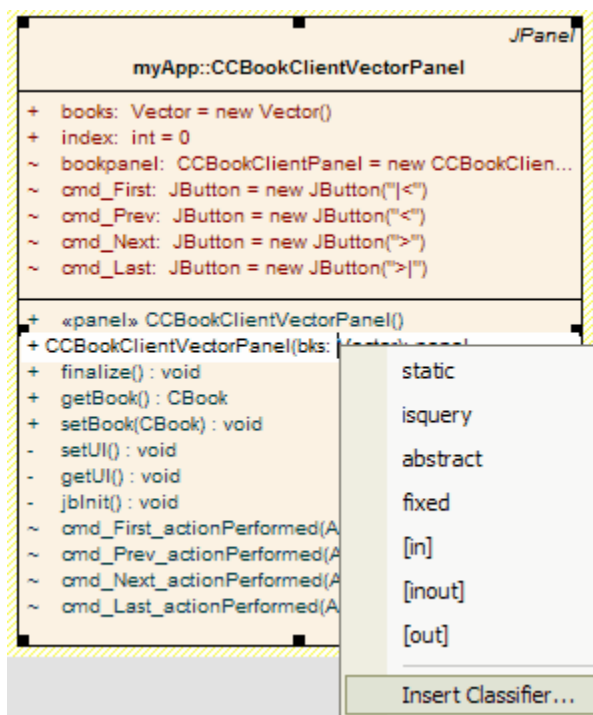 JPanel
myApp::CCBookClientVectorPanel
+ books: Vector = new Vector()
+ index: int = 0
~ bookpanel: CCBookClientPanel = new CCBookClien...
~ cmd_First: JButton = new JButton("|<")
~ cmd_Prev: JButton = new JButton("<")
~ cmd_Next: JButton = new JButton(">")
~ cmd_Last: JButton = new JButton(">|")
+ «panel» CCBookClientVectorPanel()
+ CCBookClientVectorPanel(bks: Vector): panel
+ finalize() : void
+ getBook() : CBook
+ setBook(CBook) : void
- setUI() : void
- getUI() : void
- jbInit() : void
~ cmd_First_actionPerformed(A
~ cmd_Prev_actionPerformed(A
~ cmd_Next_actionPerformed(A
~ cmd_Last_actionPerformed(A
static
isquery
abstract
fixed
[in]
[inout]
[out]
Insert Classifier...